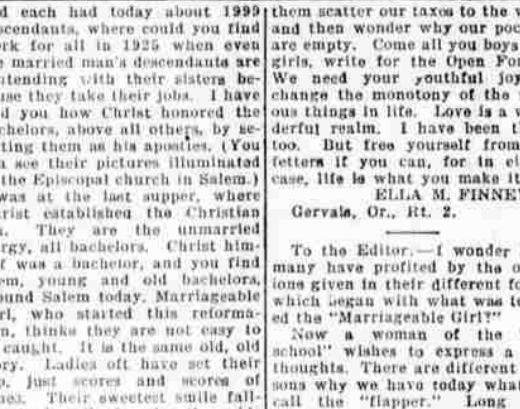 d each had today about 1999
scendants, where could you find
rk for all in 1925 when even
e married man's descendants are
ntending with their sisters be-
use they take their jobs. I have
d you how Christ honored the
chelors, above all others, by se-
ting them as his apostles. (You
n see their pictures illuminated
the Episcopal church in Salem.)
was at the last supper, where
rist established the Christian
s. They are the unmarried
rgy, all bachelors. Christ him-
f was a bachelor, and you find
em, young and old bachelors,
ound Salem today. Marriageable
rl, who started this reforma-
n, thinks they are not easy to
caught. It is the same old, old
ory. Ladies oft have set their
p. Just scores and scores of
nes. Their sweetest smile fall-
them scatter our taxes to the w
and then wonder why our poc
are empty. Come all you boys
girls, write for the Open For
We need your youthful joy
change the monotony of the
ous things in life. Love is a w
derful realm. I have been th
too. But free yourself from
fetters if you can, for in ei
case, life is what you make it
ELLA M. FINNEY
Gervais, Or., Rt. 2.
To the Editor.—I wonder
many have profited by the o
ions given in their different fo
which began with what was te
ed the "Marriageable Girl?"
Now a woman of the
school" wishes to express a
thoughts. There are different
sons why we have today what
call the "flapper." Long